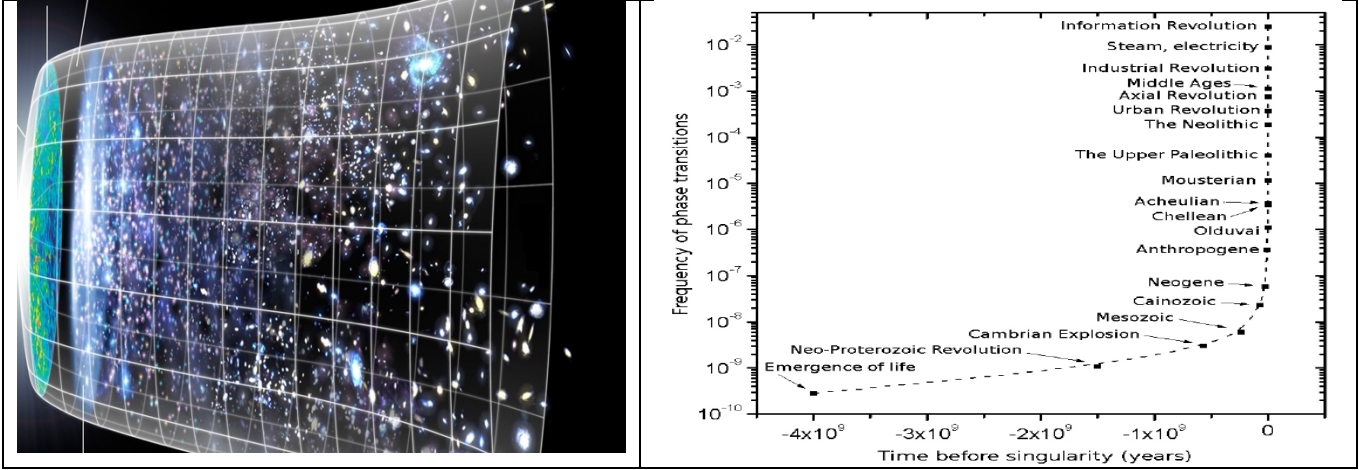 Information Revolution
10⁻²
Steam, electricity
Industrial Revolution
Middle Ages
10⁻³
Axial Revolution
Urban Revolution
The Neolithic
10⁻⁴
The Upper Paleolithic
10⁻⁵
Mousterian
Acheulian
Chellean
10⁻⁶
Olduvai
Anthropogene
10⁻⁷
Neogene
Cainozoic
10⁻⁸
Mesozoic
Cambrian Explosion
Neo-Proterozoic Revolution
10⁻⁹
Emergence of life
10⁻¹⁰
Frequency of phase transitions
-4x10⁹ -3x10⁹ -2x10⁹ -1x10⁹ 0
Time before singularity (years)